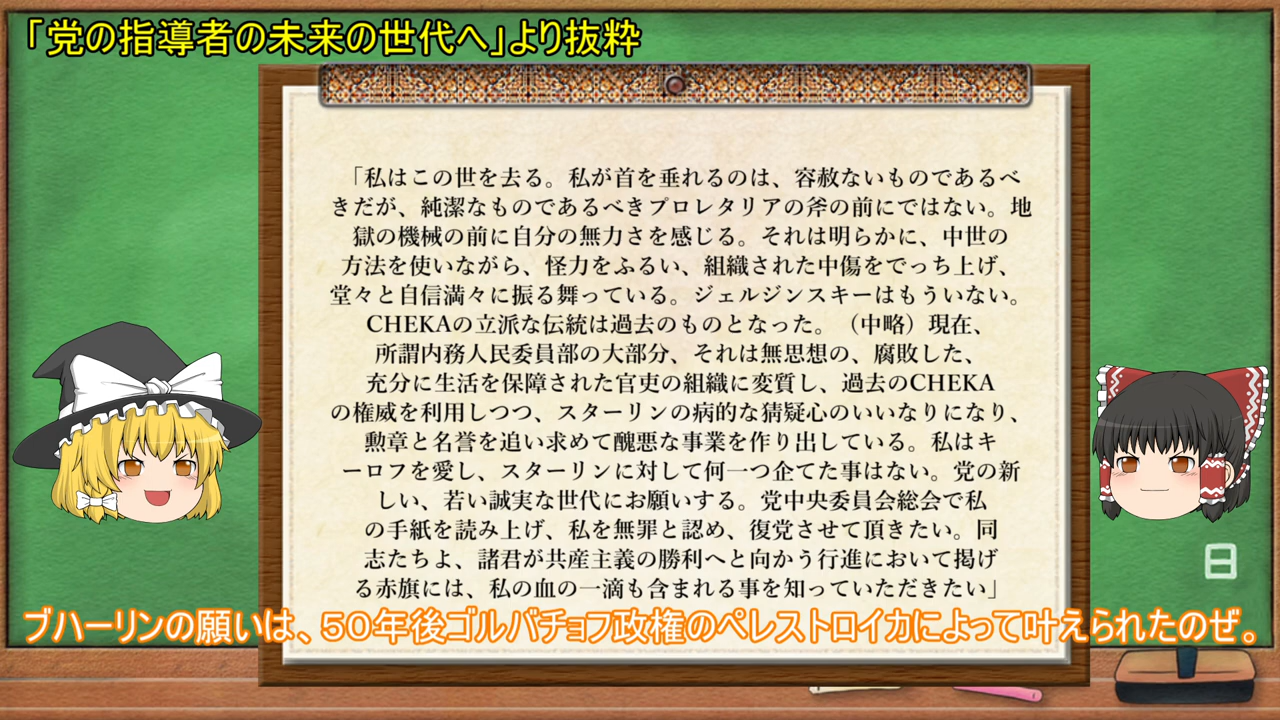 「党の指導者の未来の世代へ」より抜粋
「私はこの世を去る。私が首を垂れるのは、容赦ないものであるべ
きだが、純潔なものであるべきプロレタリアの斧の前にではない。地
獄の機械の前に自分の無力さを感じる。それは明らかに、中世の
方法を使いながら、怪力をふるい、組織された中傷をでっち上げ、
堂々と自信満々に振る舞っている。ジェルジンスキーはもういない。
CHEKAの立派な伝統は過去のものとなった。（中略）現在、
所謂内務人民委員部の大部分、それは無思想の、腐敗した、
充分に生活を保障された官吏の組織に変質し、過去のCHEKA
の権威を利用しつつ、スターリンの病的な猜疑心のいいなりになり、
勲章と名誉を追い求めて醜悪な事業を作り出している。私はキ
ーロフを愛し、スターリンに対して何一つ企てた事はない。党の新
しい、若い誠実な世代にお願いする。党中央委員会総会で私
の手紙を読み上げ、私を無罪と認め、復党させて頂きたい。同
志たちよ、諸君が共産主義の勝利へと向かう行進において掲げ
る赤旗には、私の血の一滴も含まれる事を知っていただきたい」
日
ブハーリンの願いは、５０年後ゴルバチョフ政権のペレストロイカによって叶えられたのぜ。